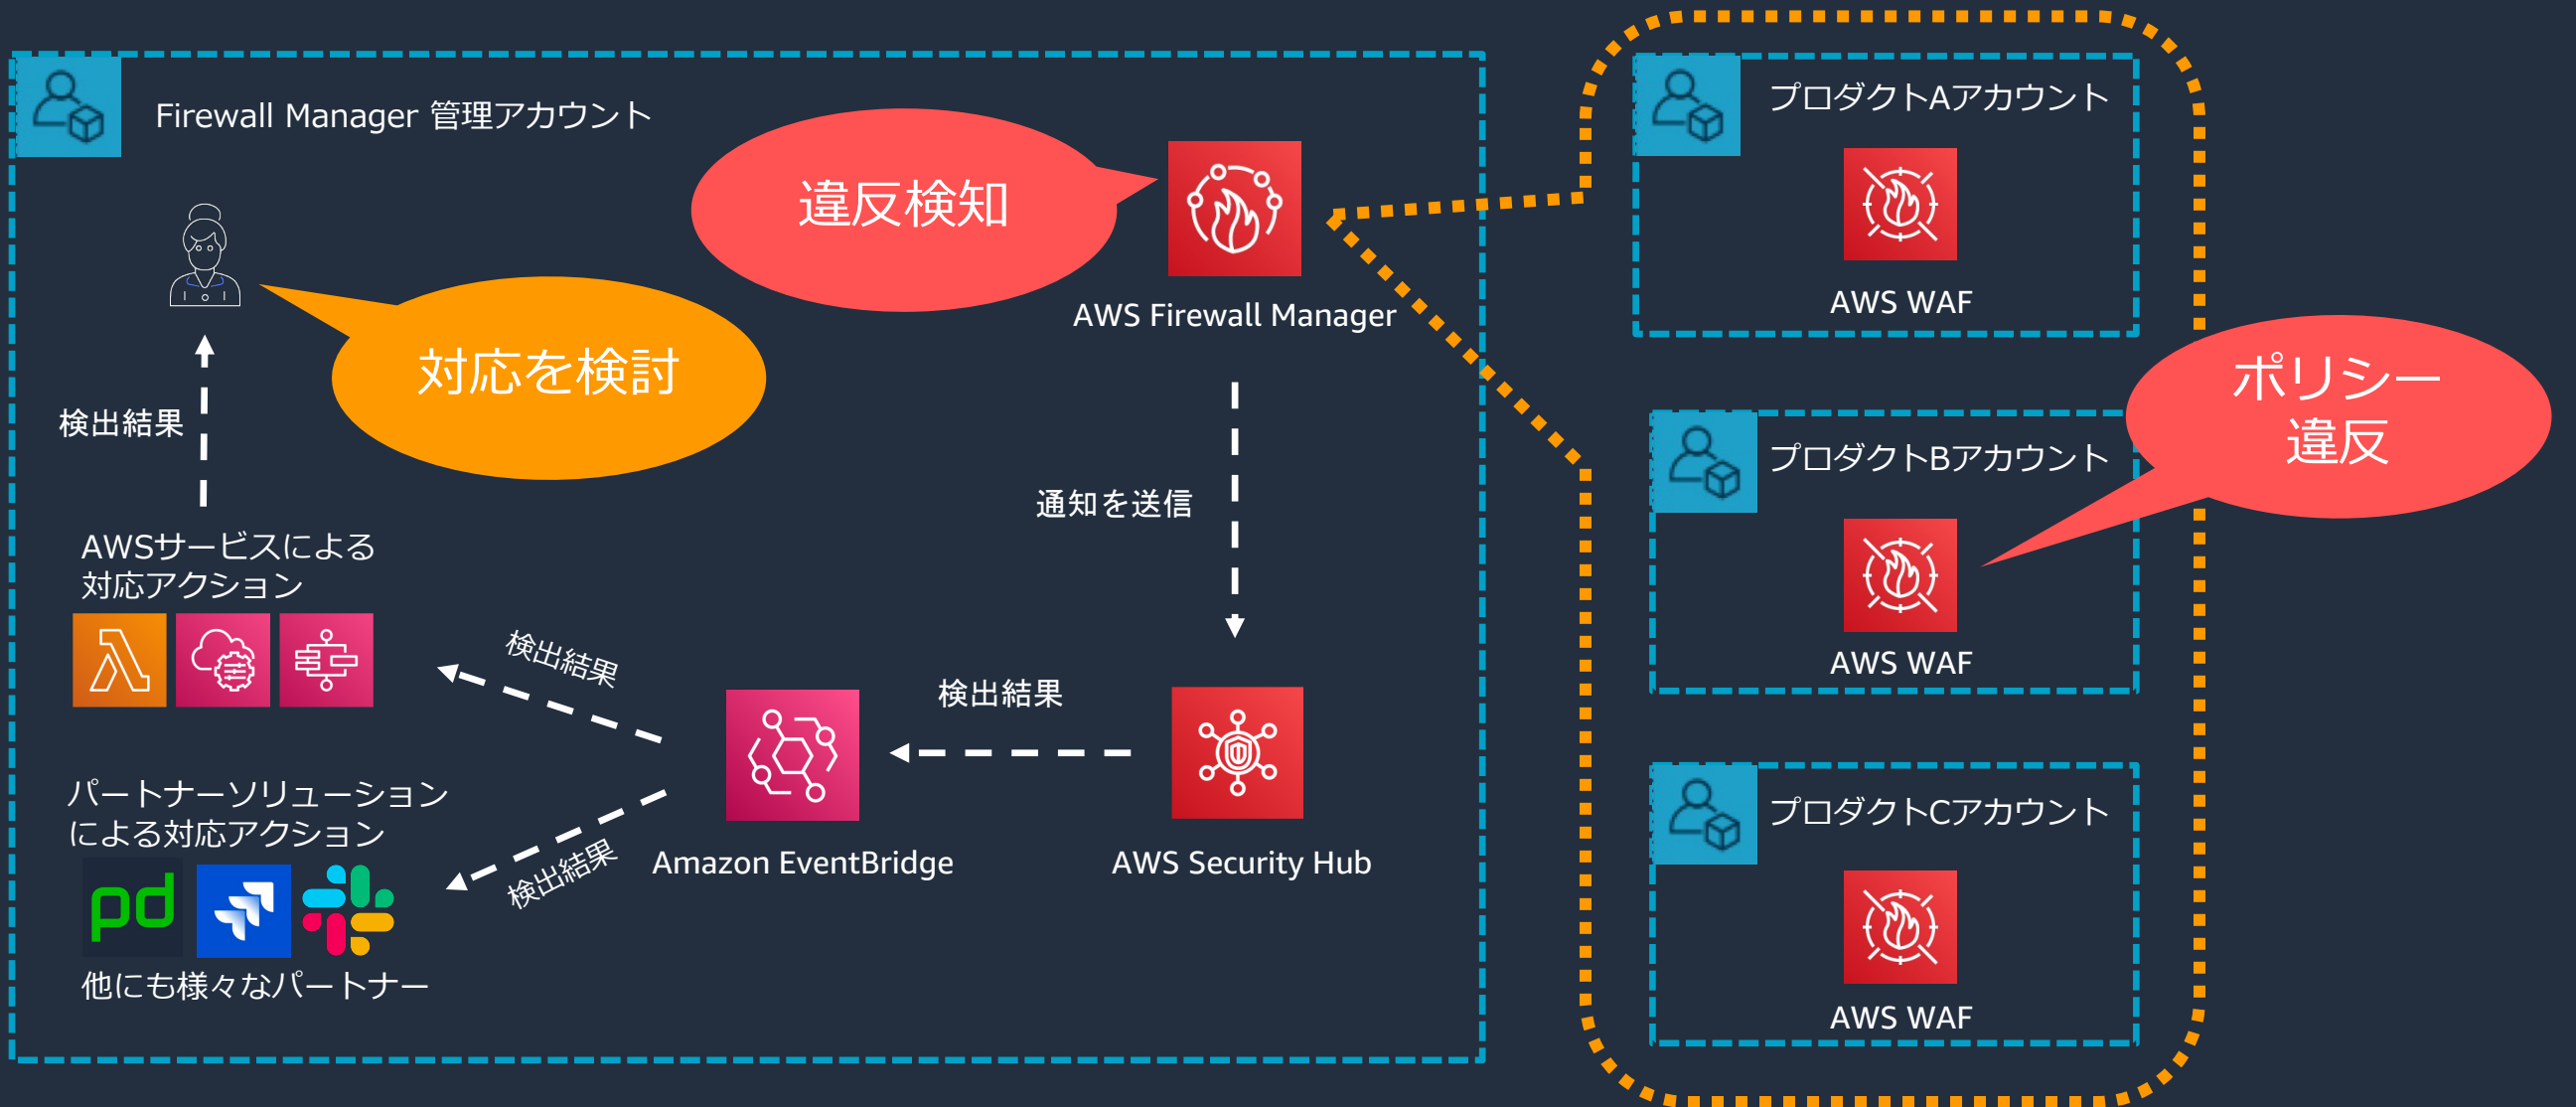 Firewall Manager 管理アカウント
違反検知
AWS Firewall Manager
対応を検討
検出結果
通知を送信
AWSサービスによる
対応アクション
検出結果
検出結果
パートナーソリューション
による対応アクション
検出結果
pd
他にも様々なパートナー
Amazon EventBridge
AWS Security Hub
プロダクトAアカウント
AWS WAF
ポリシー
違反
プロダクトBアカウント
AWS WAF
プロダクトCアカウント
AWS WAF